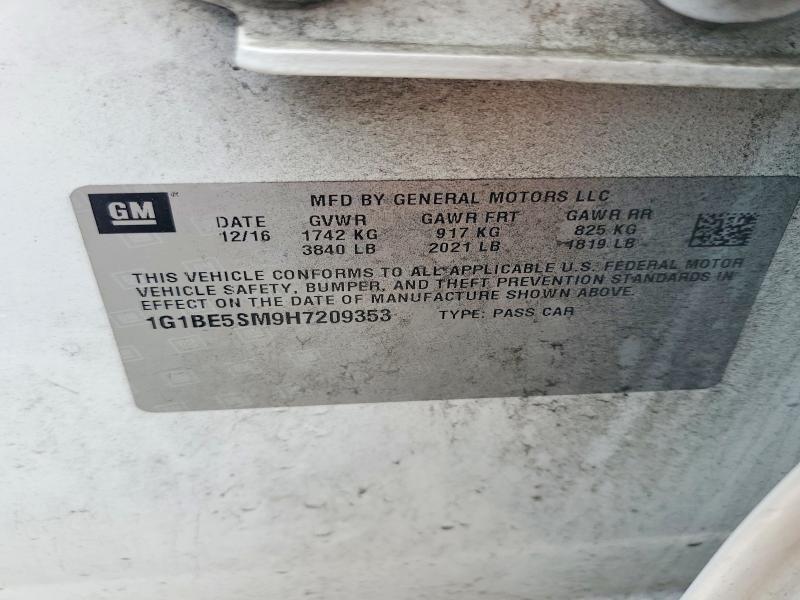 GM
MFD BY GENERAL MOTORS LLC
DATE GVWR GAWR FRT GAWR RR
12/16 1742 KG 917 KG 825 KG
3840 LB 2021 LB 1819 LB
THIS VEHICLE CONFORMS TO ALL APPLICABLE U.S. FEDERAL MOTOR
VEHICLE SAFETY, BUMPER, AND THEFT PREVENTION STANDARDS IN
EFFECT ON THE DATE OF MANUFACTURE SHOWN ABOVE.
1G1BE5SM9H7209353 TYPE: PASS CAR